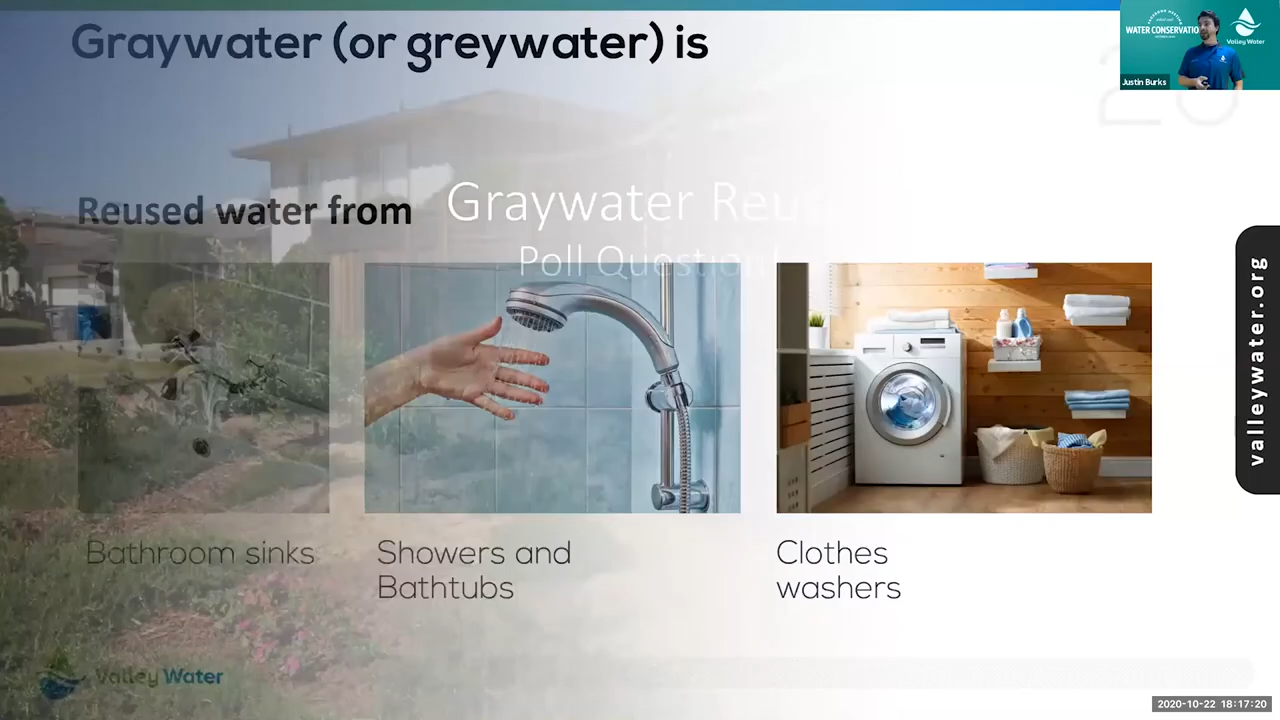 Graywater (or greywater) is
WATER CONSERVATIO
Valley Water
Justin Burks
Reused water from
Graywater Reu
Poll Question!
valleywater.org
Bathroom sinks
Showers and
Bathtubs
Clothes
washers
Valley Water
2020-10-22 18:17:20